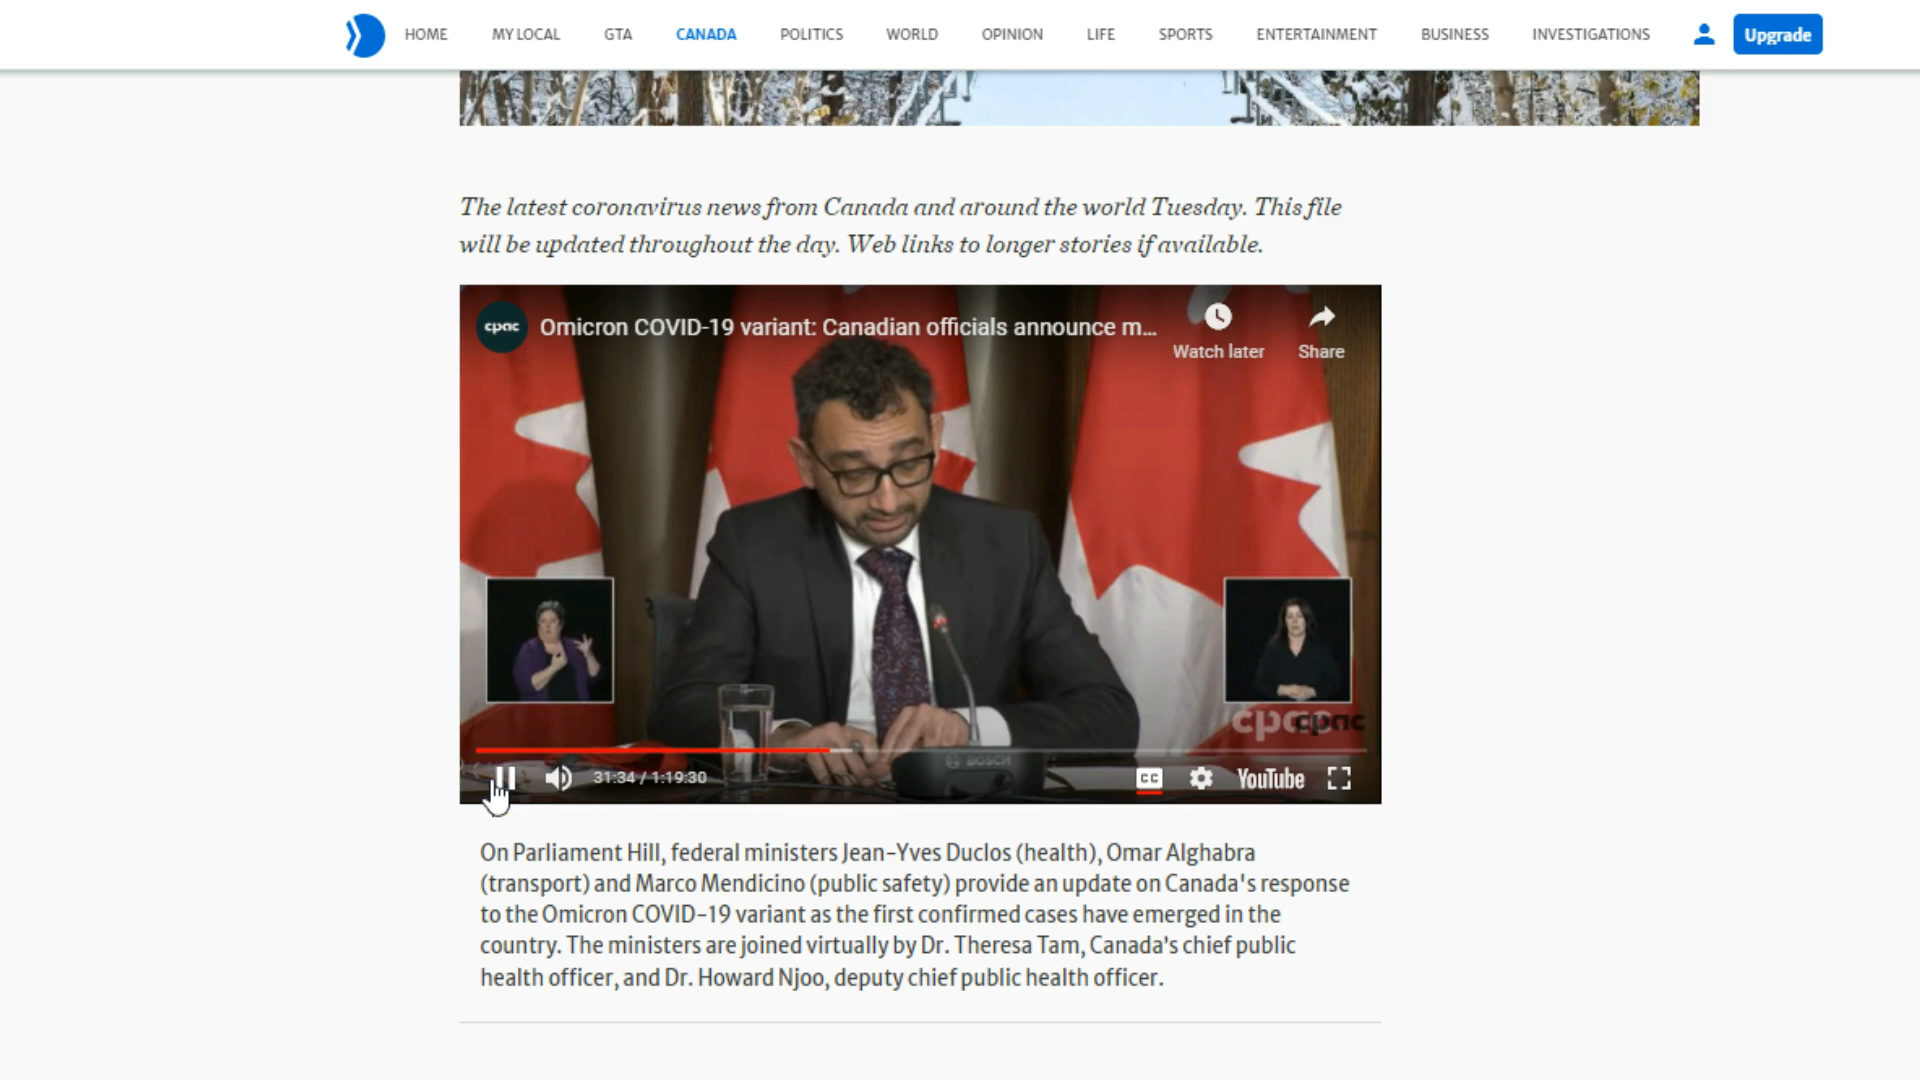 HOME MY LOCAL GTA CANADA POLITICS WORLD OPINION LIFE SPORTS ENTERTAINMENT BUSINESS INVESTIGATIONS Upgrade
The latest coronavirus news from Canada and around the world Tuesday. This file
will be updated throughout the day. Web links to longer stories if available.
cpac Omicron COVID-19 variant: Canadian officials announce m...
Watch later Share
cpac cpac
BOSCH
31:34 / 1:19:30 CC YouTube
On Parliament Hill, federal ministers Jean-Yves Duclos (health), Omar Alghabra
(transport) and Marco Mendicino (public safety) provide an update on Canada's response
to the Omicron COVID-19 variant as the first confirmed cases have emerged in the
country. The ministers are joined virtually by Dr. Theresa Tam, Canada's chief public
health officer, and Dr. Howard Njoo, deputy chief public health officer.